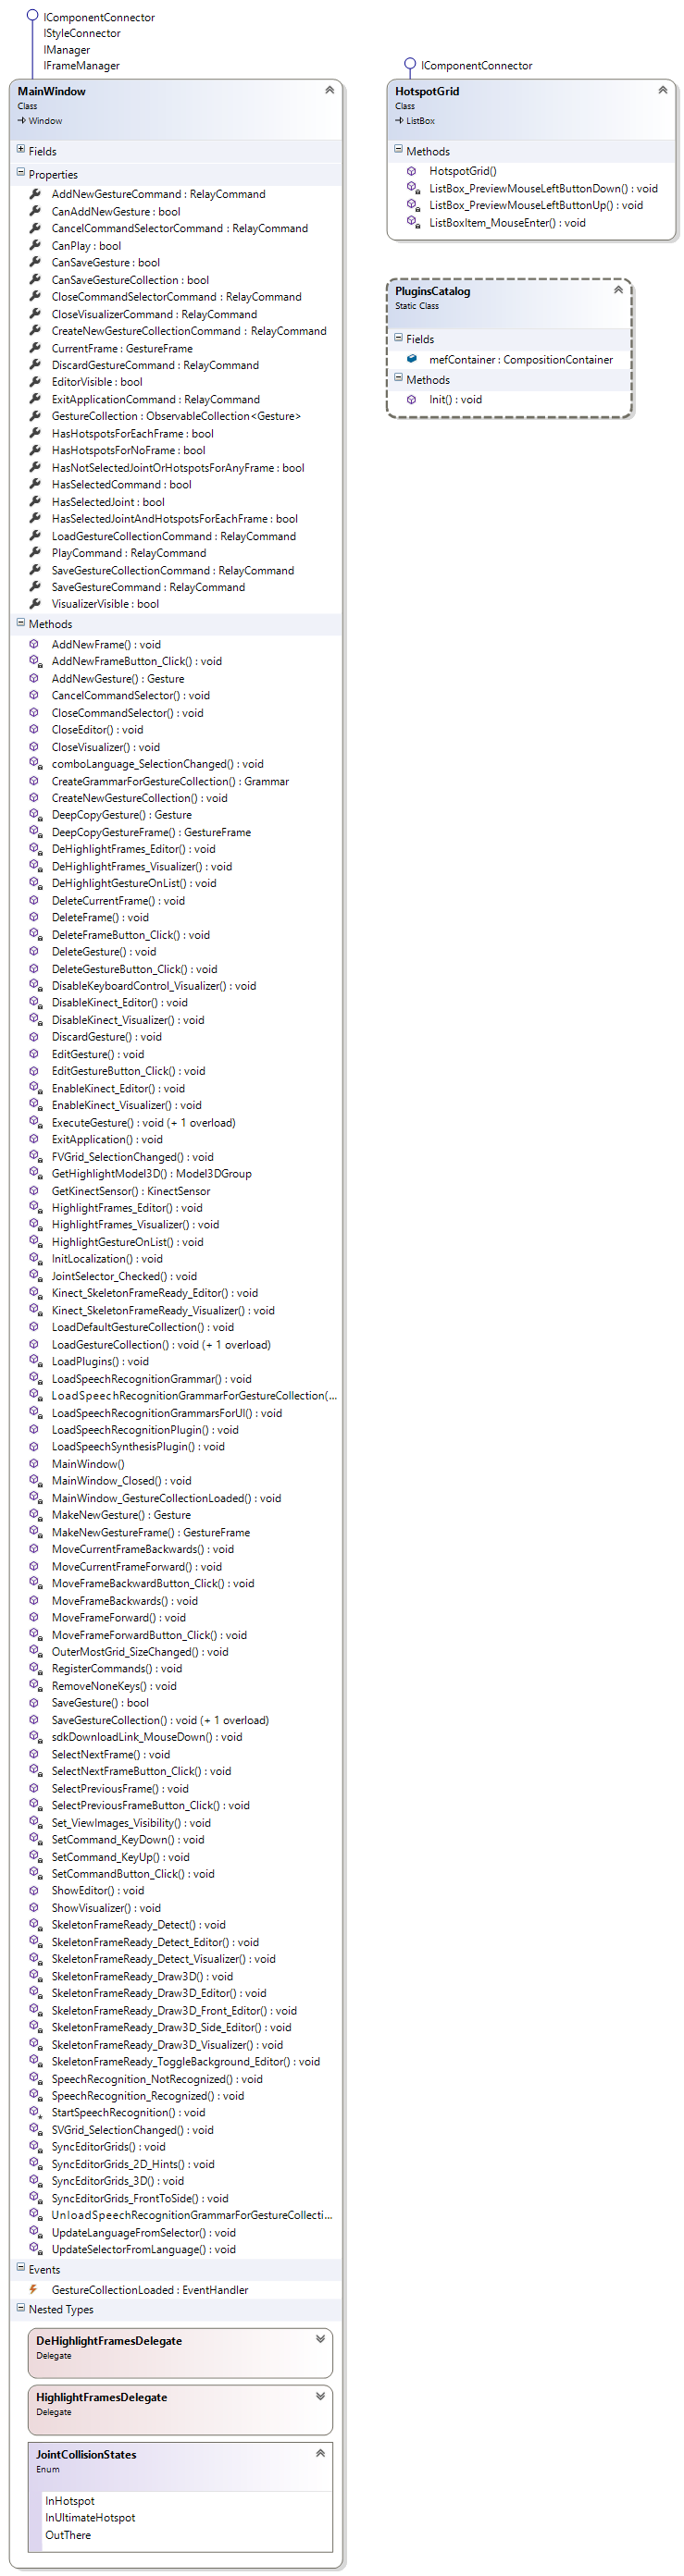 IComponentConnector
IStyleConnector
IManager
IFrameManager
MainWindow
Class
Window
Fields
Properties
AddNewGestureCommand : RelayCommand
CanAddNewGesture : bool
CancelCommandSelectorCommand : RelayCommand
CanPlay : bool
CanSaveGesture : bool
CanSaveGestureCollection : bool
CloseCommandSelectorCommand : RelayCommand
CloseVisualizerCommand : RelayCommand
CreateNewGestureCollectionCommand : RelayCommand
CurrentFrame : GestureFrame
DiscardGestureCommand : RelayCommand
EditorVisible : bool
ExitApplicationCommand : RelayCommand
GestureCollection : ObservableCollection<Gesture>
HasHotspotsForEachFrame : bool
HasHotspotsForNoFrame : bool
HasNotSelectedJointOrHotspotsForAnyFrame : bool
HasSelectedCommand : bool
HasSelectedJoint : bool
HasSelectedJointAndHotspotsForEachFrame : bool
LoadGestureCollectionCommand : RelayCommand
PlayCommand : RelayCommand
SaveGestureCollectionCommand : RelayCommand
SaveGestureCommand : RelayCommand
VisualizerVisible : bool
Methods
AddNewFrame() : void
AddNewFrameButton_Click() : void
AddNewGesture() : Gesture
CancelCommandSelector() : void
CloseCommandSelector() : void
CloseEditor() : void
CloseVisualizer() : void
comboLanguage_SelectionChanged() : void
CreateGrammarForGestureCollection() : Grammar
CreateNewGestureCollection() : void
DeepCopyGesture() : Gesture
DeepCopyGestureFrame() : GestureFrame
DeHighlightFrames_Editor() : void
DeHighlightFrames_Visualizer() : void
DeHighlightGestureOnList() : void
DeleteCurrentFrame() : void
DeleteFrame() : void
DeleteFrameButton_Click() : void
DeleteGesture() : void
DeleteGestureButton_Click() : void
DisableKeyboardControl_Visualizer() : void
DisableKinect_Editor() : void
DisableKinect_Visualizer() : void
DiscardGesture() : void
EditGesture() : void
EditGestureButton_Click() : void
EnableKinect_Editor() : void
EnableKinect_Visualizer() : void
ExecuteGesture() : void (+ 1 overload)
ExitApplication() : void
FVGrid_SelectionChanged() : void
GetHighlightModel3D() : Model3DGroup
GetKinectSensor() : KinectSensor
HighlightFrames_Editor() : void
HighlightFrames_Visualizer() : void
HighlightGestureOnList() : void
InitLocalization() : void
JointSelector_Checked() : void
Kinect_SkeletonFrameReady_Editor() : void
Kinect_SkeletonFrameReady_Visualizer() : void
LoadDefaultGestureCollection() : void
LoadGestureCollection() : void (+ 1 overload)
LoadPlugins() : void
LoadSpeechRecognitionGrammar() : void
LoadSpeechRecognitionGrammarForGestureCollection(...
LoadSpeechRecognitionGrammarsForUI() : void
LoadSpeechRecognitionPlugin() : void
LoadSpeechSynthesisPlugin() : void
MainWindow()
MainWindow_Closed() : void
MainWindow_GestureCollectionLoaded() : void
MakeNewGesture() : Gesture
MakeNewGestureFrame() : GestureFrame
MoveCurrentFrameBackwards() : void
MoveCurrentFrameForward() : void
MoveFrameBackwardButton_Click() : void
MoveFrameBackwards() : void
MoveFrameForward() : void
MoveFrameForwardButton_Click() : void
OuterMostGrid_SizeChanged() : void
RegisterCommands() : void
RemoveNoneKeys() : void
SaveGesture() : bool
SaveGestureCollection() : void (+ 1 overload)
sdkDownloadLink_MouseDown() : void
SelectNextFrame() : void
SelectNextFrameButton_Click() : void
SelectPreviousFrame() : void
SelectPreviousFrameButton_Click() : void
Set_ViewImages_Visibility() : void
SetCommand_KeyDown() : void
SetCommand_KeyUp() : void
SetCommandButton_Click() : void
ShowEditor() : void
ShowVisualizer() : void
SkeletonFrameReady_Detect() : void
SkeletonFrameReady_Detect_Editor() : void
SkeletonFrameReady_Detect_Visualizer() : void
SkeletonFrameReady_Draw3D() : void
SkeletonFrameReady_Draw3D_Editor() : void
SkeletonFrameReady_Draw3D_Front_Editor() : void
SkeletonFrameReady_Draw3D_Side_Editor() : void
SkeletonFrameReady_Draw3D_Visualizer() : void
SkeletonFrameReady_ToggleBackground_Editor() : void
SpeechRecognition_NotRecognized() : void
SpeechRecognition_Recognized() : void
StartSpeechRecognition() : void
SVGrid_SelectionChanged() : void
SyncEditorGrids() : void
SyncEditorGrids_2D_Hints() : void
SyncEditorGrids_3D() : void
SyncEditorGrids_FrontToSide() : void
UnloadSpeechRecognitionGrammarForGestureCollecti...
UpdateLanguageFromSelector() : void
UpdateSelectorFromLanguage() : void
Events
GestureCollectionLoaded : EventHandler
Nested Types
DeHighlightFramesDelegate
Delegate
HighlightFramesDelegate
Delegate
JointCollisionStates
Enum
InHotspot
InUltimateHotspot
OutThere
IComponentConnector
HotspotGrid
Class
ListBox
Methods
HotspotGrid()
ListBox_PreviewMouseLeftButtonDown() : void
ListBox_PreviewMouseLeftButtonUp() : void
ListBoxItem_MouseEnter() : void
PluginsCatalog
Static Class
Fields
mefContainer : CompositionContainer
Methods
Init() : void